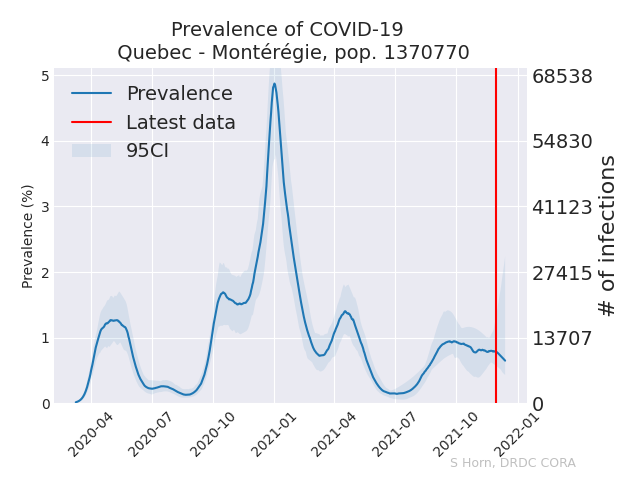 Prevalence of COVID-19
Quebec - Montérégie, pop. 1370770
Prevalence
Latest data
95CI
Prevalence (%)
5
4
3
2
1
0
68538
54830
41123
27415
13707
0
# of infections
2020-04
2020-07
2020-10
2021-01
2021-04
2021-07
2021-10
2022-01
S Horn, DRDC CORA